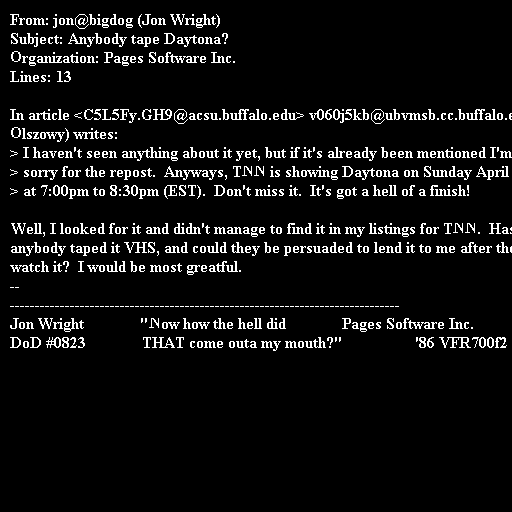 From: jon@bigdog (Jon Wright)
Subject: Anybody tape Daytona?
Organization: Pages Software Inc.
Lines: 13

In article <C5L5Fy.GH9@acsu.buffalo.edu> v060j5kb@ubvmsb.cc.buffalo.
Olszowy) writes:
> I haven't seen anything about it yet, but if it's already been mentioned I'm
> sorry for the repost.  Anyways, TNN is showing Daytona on Sunday April
> at 7:00pm to 8:30pm (EST).  Don't miss it.  It's got a hell of a finish!

Well, I looked for it and didn't manage to find it in my listings for TNN.  Has
anybody taped it VHS, and could they be persuaded to lend it to me after
watch it?  I would be most greatful.
--
------------------------------------------------------------------------------
Jon Wright               "Now how the hell did               Pages Software Inc.
DoD #0823               THAT come outa my mouth?"                    '86 VFR700f2